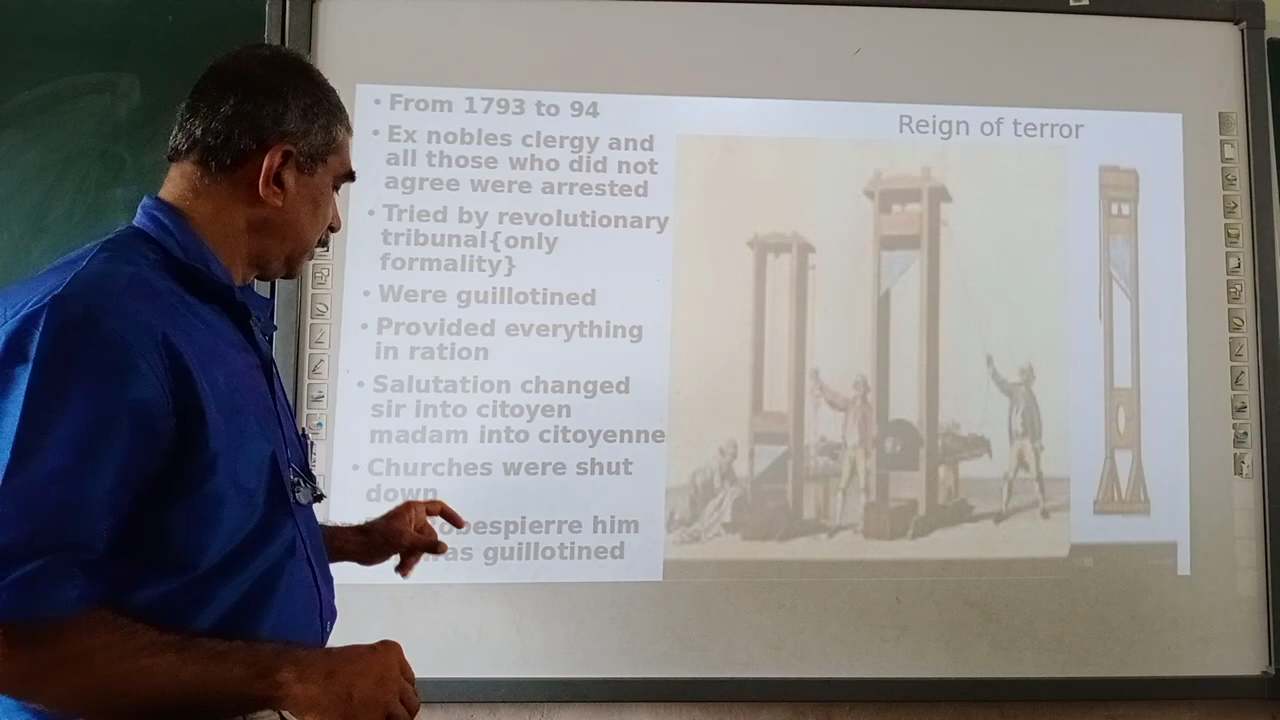 • From 1793 to 94
• Ex nobles clergy and
all those who did not
agree were arrested
• Tried by revolutionary
tribunal{only
formality}
• Were guillotined
• Provided everything
in ration
• Salutation changed
sir into citoyen
madam into citoyenne
• Churches were shut
down
him
guillotined
Reign of terror